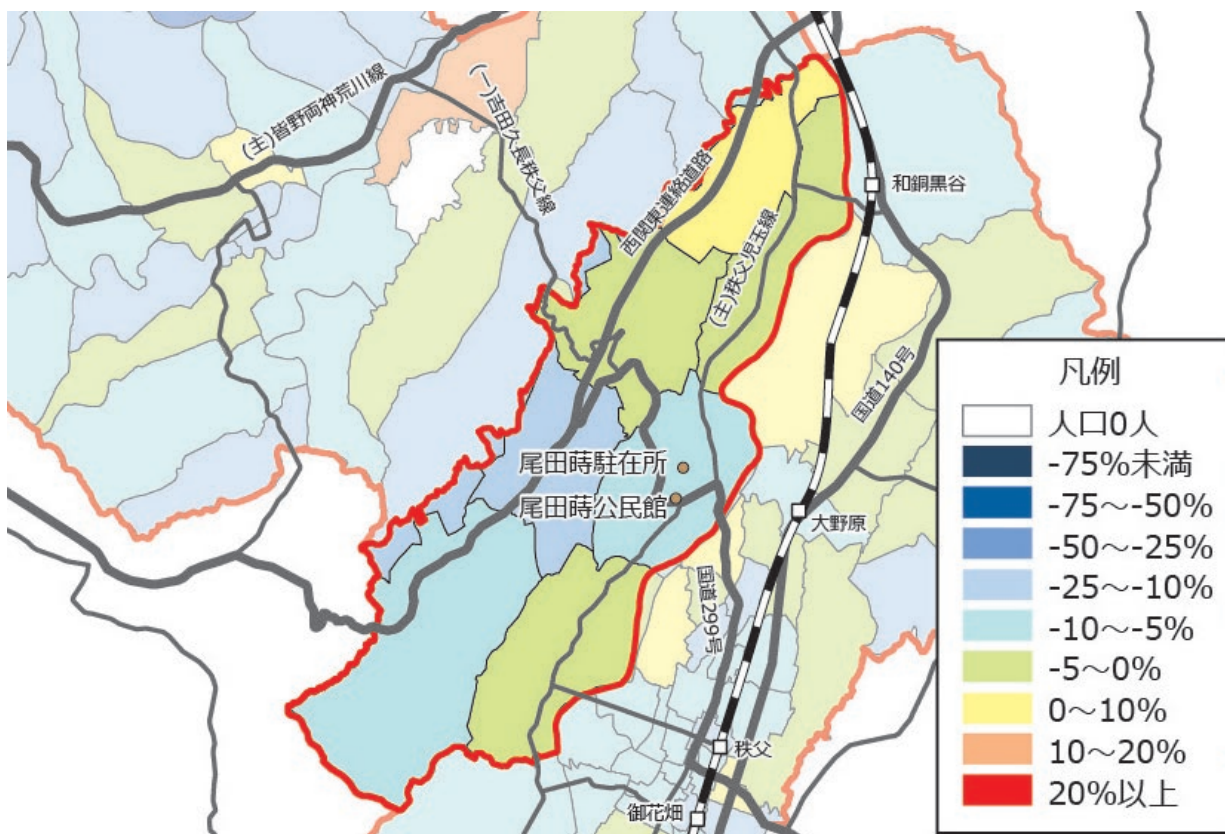 (主)皆野両神荒川線
(一)吉田久長秩父線
西関東連絡道路
(主)秩父児玉線
和銅黒谷
国道140号
尾田蒔駐在所
尾田蒔公民館
大野原
国道299号
秩父
御花畑
凡例
人口0人
-75%未満
-75～-50%
-50～-25%
-25～-10%
-10～-5%
-5～0%
0～10%
10～20%
20%以上